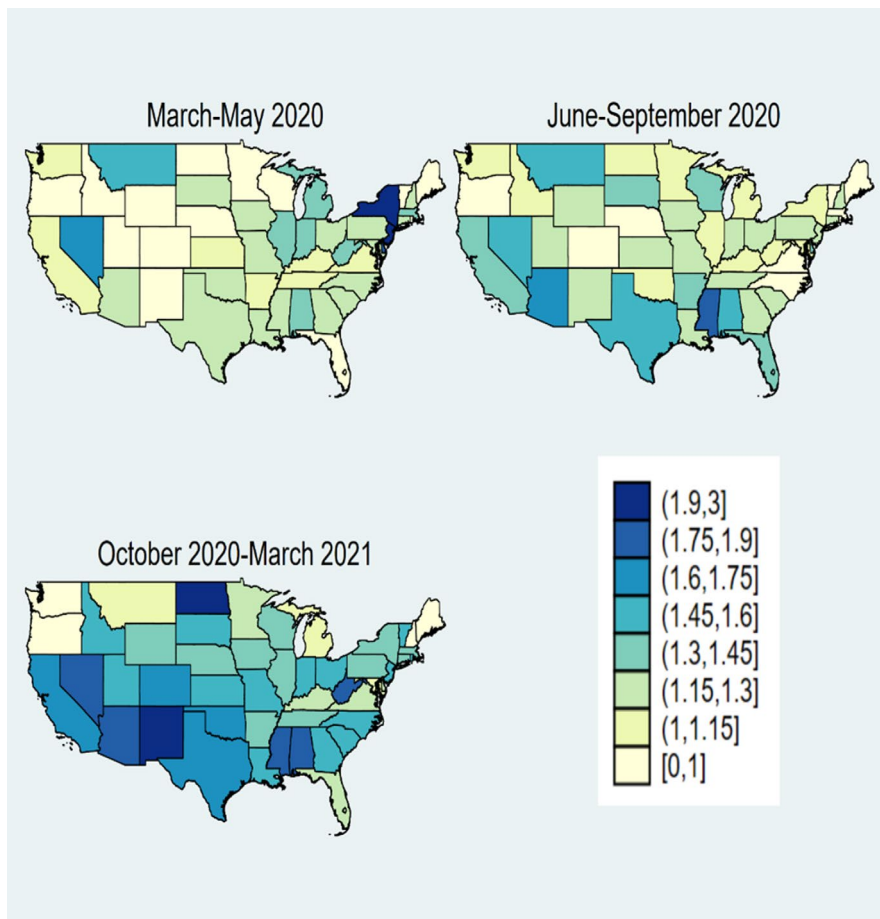 March-May 2020
June-September 2020
October 2020-March 2021
(1.9,3]
(1.75,1.9]
(1.6,1.75]
(1.45,1.6]
(1.3,1.45]
(1.15,1.3]
(1,1.15]
[0,1]